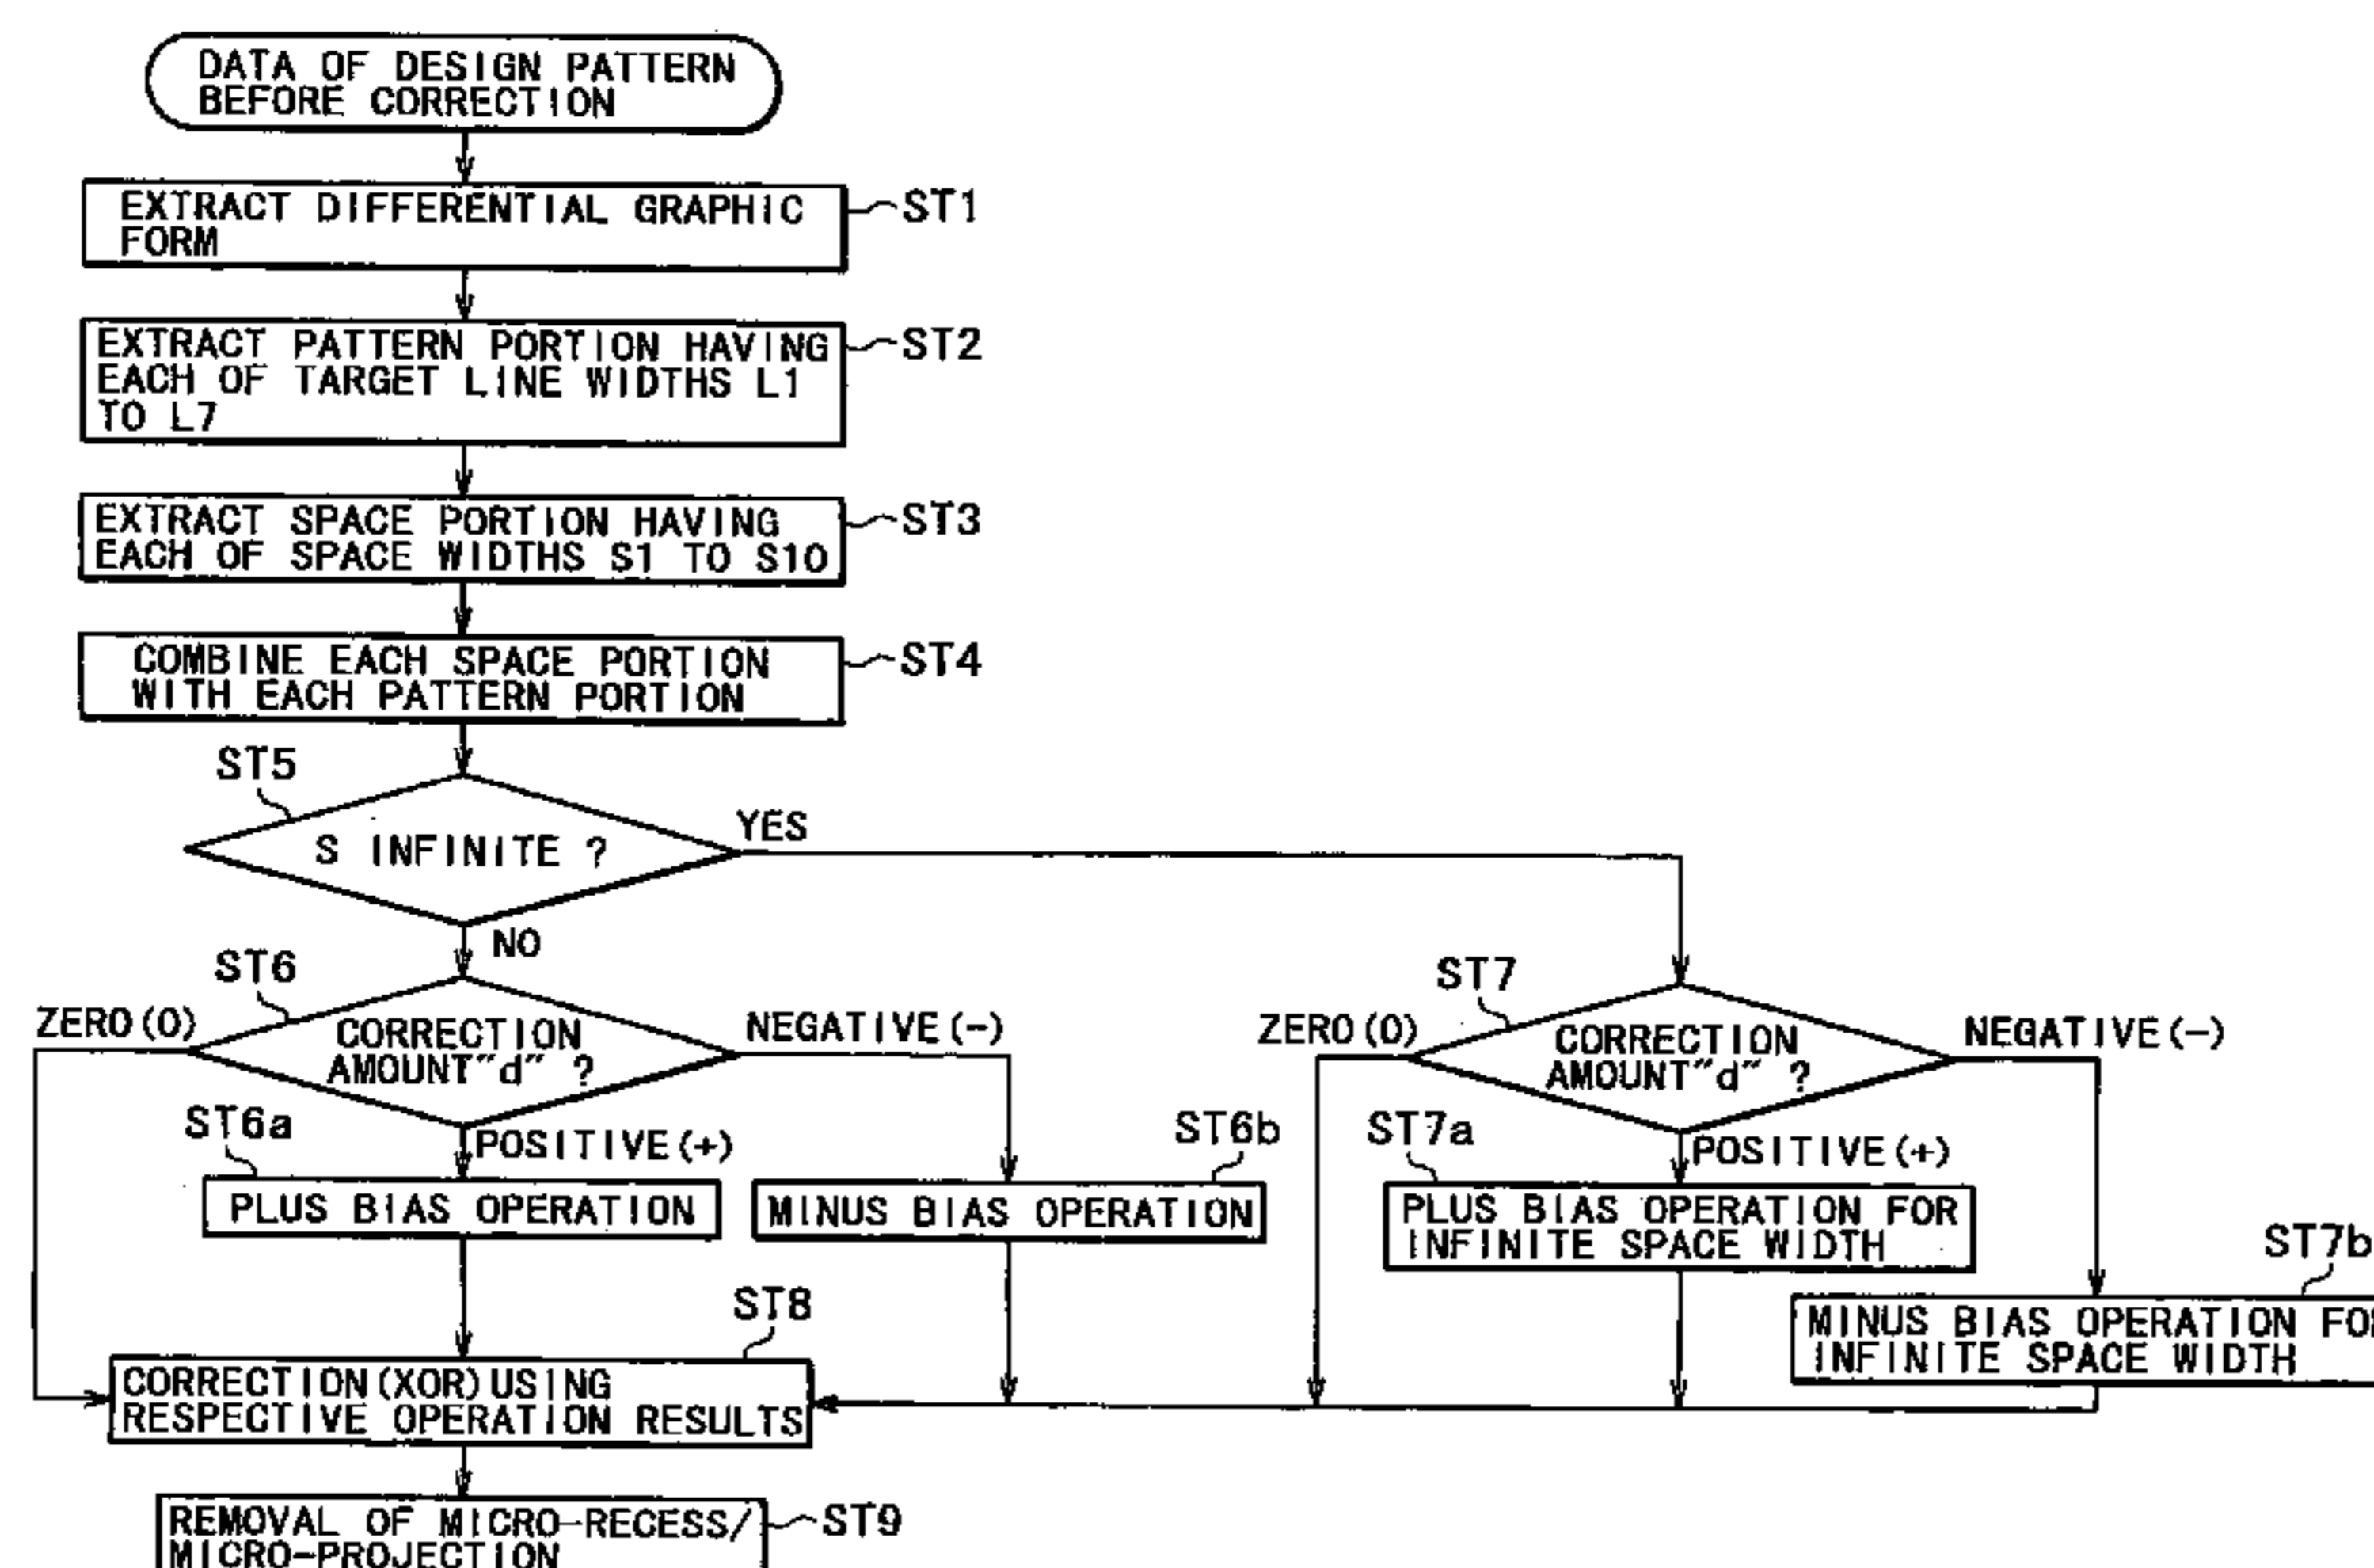 DATA OF DESIGN PATTERN
BEFORE CORRECTION
EXTRACT DIFFERENTIAL GRAPHIC
FORM
ST1
EXTRACT PATTERN PORTION HAVING
EACH OF TARGET LINE WIDTHS L1
TO L7
ST2
EXTRACT SPACE PORTION HAVING
EACH OF SPACE WIDTHS S1 TO S10
ST3
COMBINE EACH SPACE PORTION
WITH EACH PATTERN PORTION
ST4
ST5
S INFINITE ?
YES
NO
ST6
ZERO(0)
CORRECTION
AMOUNT"d" ?
NEGATIVE(-)
POSITIVE(+)
ST7
ZERO(0)
CORRECTION
AMOUNT"d" ?
NEGATIVE(-)
POSITIVE(+)
ST6a
PLUS BIAS OPERATION
ST6b
MINUS BIAS OPERATION
ST7a
PLUS BIAS OPERATION FOR
INFINITE SPACE WIDTH
ST7b
MINUS BIAS OPERATION FOR
INFINITE SPACE WIDTH
ST8
CORRECTION(XOR)USING
RESPECTIVE OPERATION RESULTS
REMOVAL OF MICRO-RECESS/
MICRO-PROJECTION
ST9